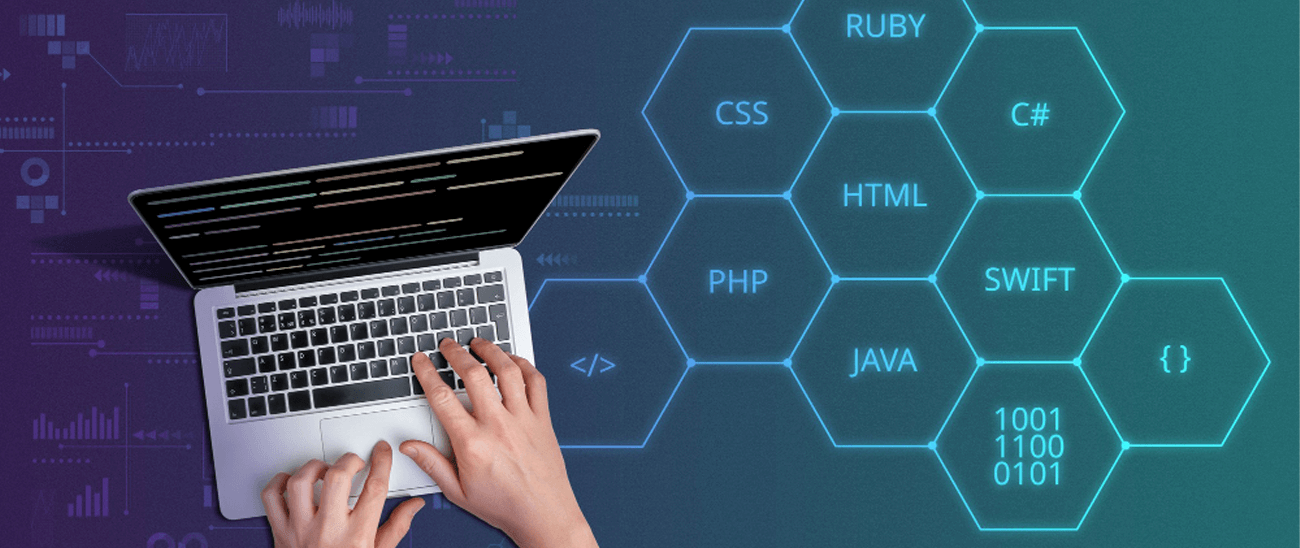 RUBY
CSS
C#
HTML
PHP
SWIFT
</>
JAVA
{ }
1001
1100
0101